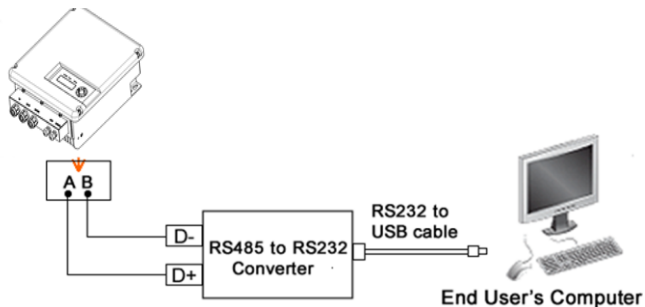 A B
D-
D+
RS485 to RS232
Converter
RS232 to
USB cable
End User's Computer